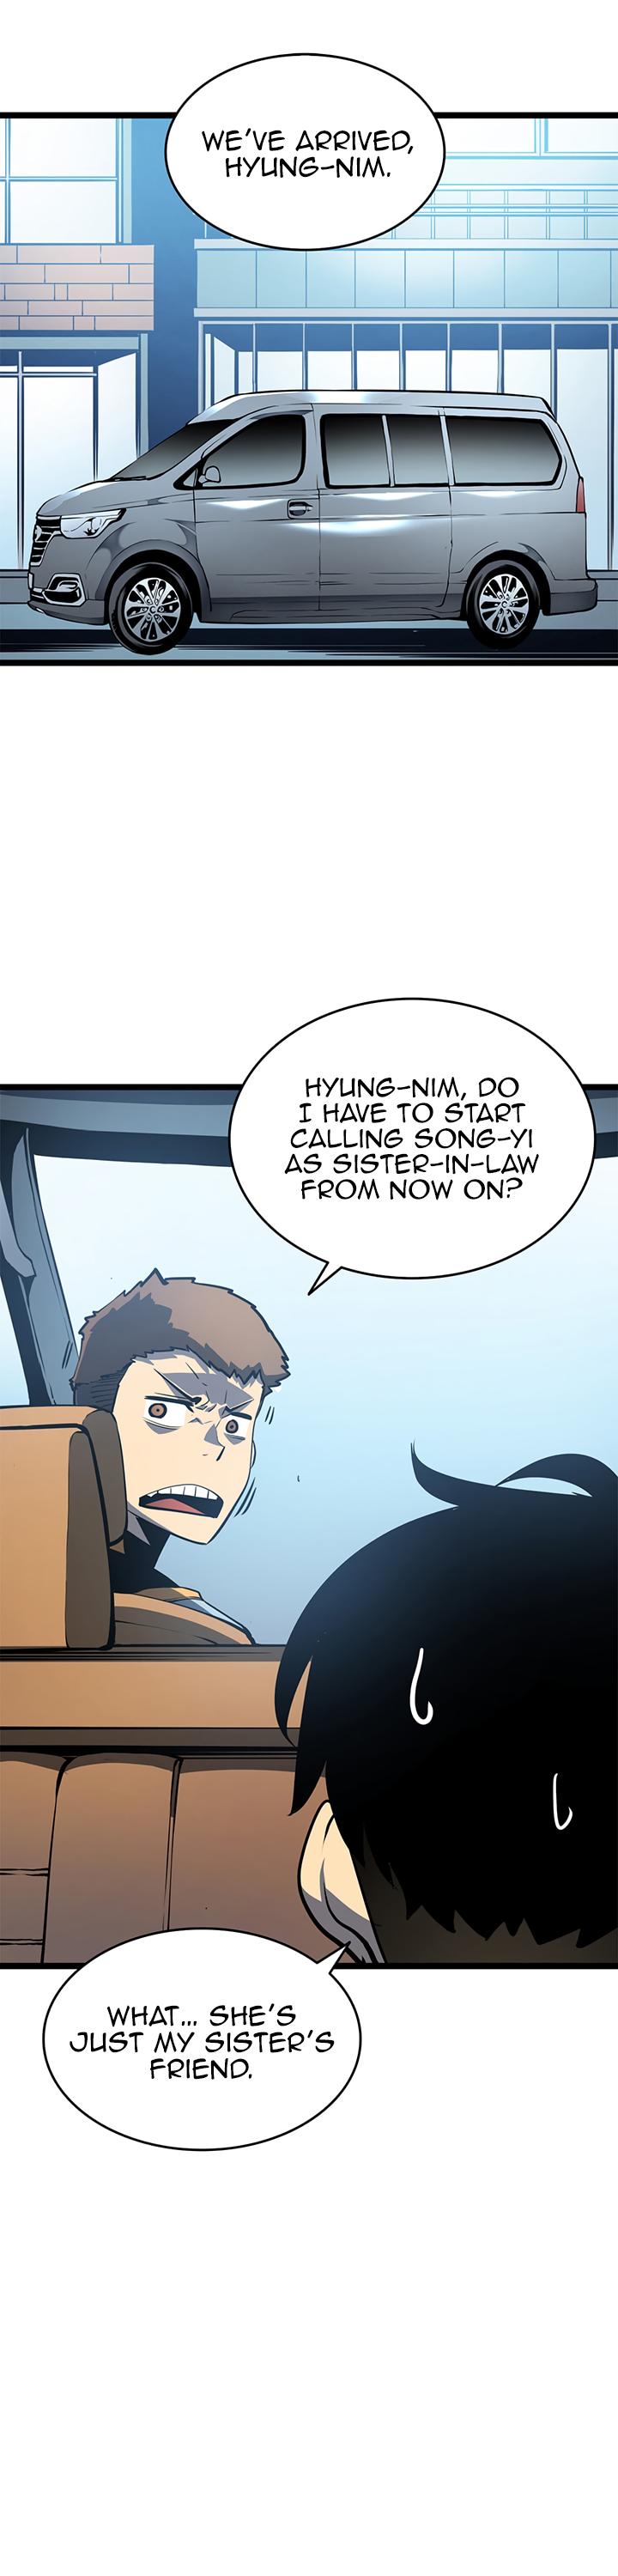 WE'VE ARRIVED,
HYUNG-NIM.
HYUNG-NIM, DO
I HAVE TO START
CALLING SONG-YI
AS SISTER-IN-LAW
FROM NOW ON?
WHAT... SHE'S
JUST MY SISTER'S
FRIEND.